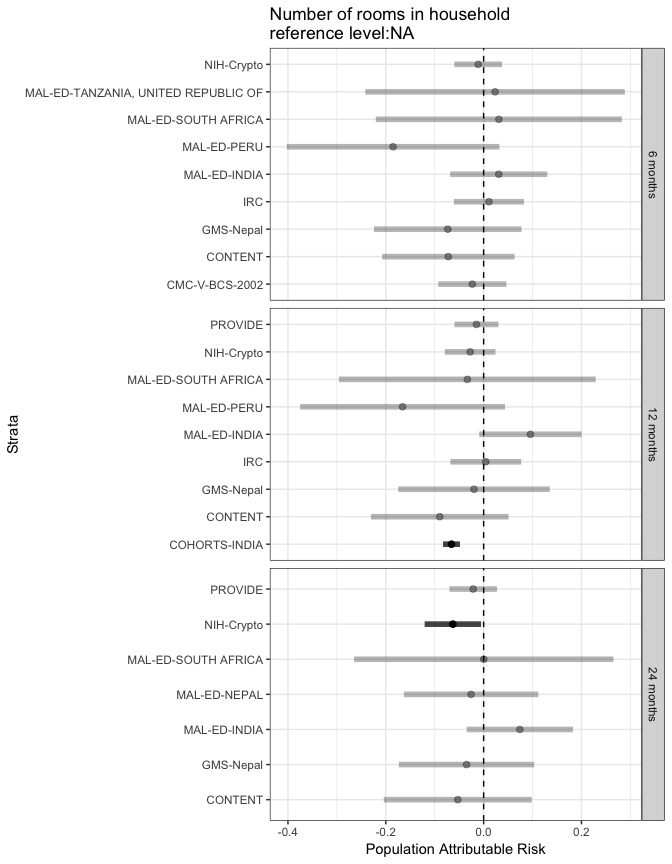 Number of rooms in household
reference level:NA
Strata
NIH-Crypto
MAL-ED-TANZANIA, UNITED REPUBLIC OF
MAL-ED-SOUTH AFRICA
MAL-ED-PERU
MAL-ED-INDIA
IRC
GMS-Nepal
CONTENT
CMC-V-BCS-2002
6 months
PROVIDE
NIH-Crypto
MAL-ED-SOUTH AFRICA
MAL-ED-PERU
MAL-ED-INDIA
IRC
GMS-Nepal
CONTENT
COHORTS-INDIA
12 months
PROVIDE
NIH-Crypto
MAL-ED-SOUTH AFRICA
MAL-ED-NEPAL
MAL-ED-INDIA
GMS-Nepal
CONTENT
24 months
-0.4 -0.2 0.0 0.2
Population Attributable Risk